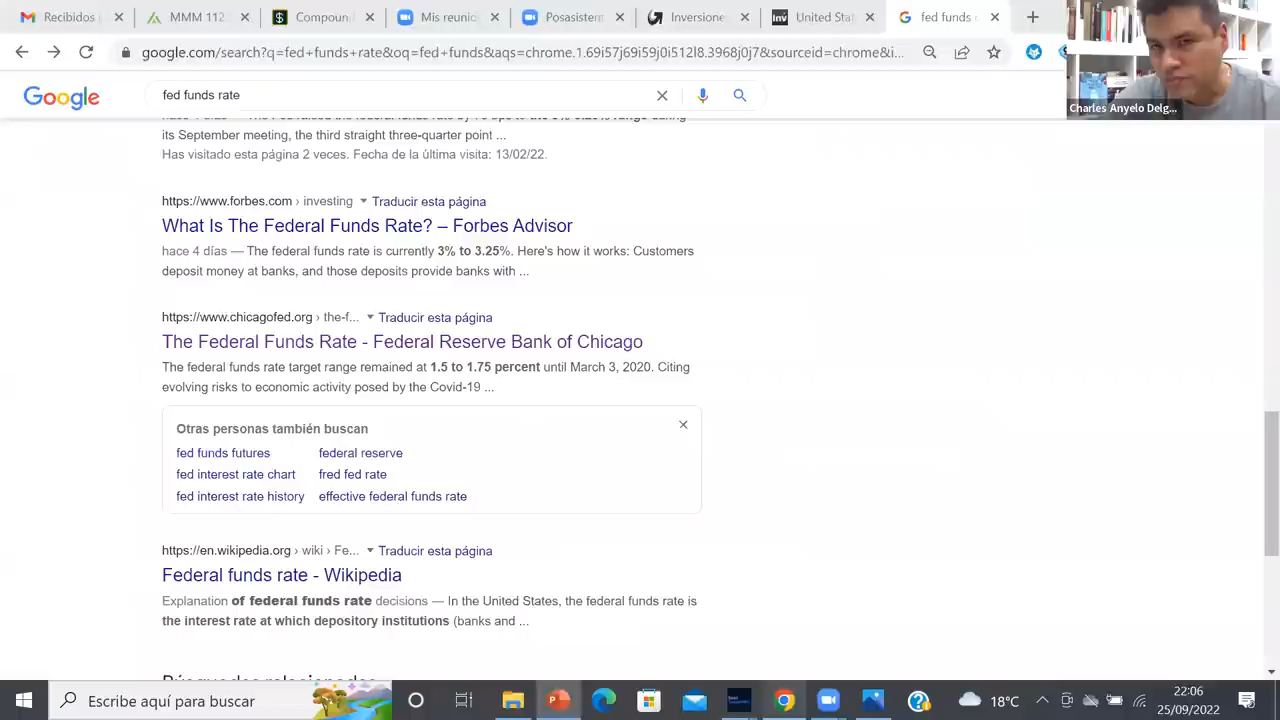 Recibidos
MMM 112
Compound
Mis reuni
Posasistem
Inversione
United Sta
fed funds
google.com/search?q=fed+funds+rate&oq=fed+funds&aqs=chrome.1.69i57j69i59j0i512l8.3968j0j7&sourceid=chrome&i...
Google
fed funds rate
Charles Anyelo Delg...
its September meeting, the third straight three-quarter point ...
Has visitado esta página 2 veces. Fecha de la última visita: 13/02/22.
https://www.forbes.com › investing Traducir esta página
What Is The Federal Funds Rate? – Forbes Advisor
hace 4 días — The federal funds rate is currently 3% to 3.25%. Here's how it works: Customers
deposit money at banks, and those deposits provide banks with ...
https://www.chicagofed.org › the-f... Traducir esta página
The Federal Funds Rate - Federal Reserve Bank of Chicago
The federal funds rate target range remained at 1.5 to 1.75 percent until March 3, 2020. Citing
evolving risks to economic activity posed by the Covid-19 ...
Otras personas también buscan
fed funds futures federal reserve
fed interest rate chart fred fed rate
fed interest rate history effective federal funds rate
https://en.wikipedia.org › wiki › Fe... Traducir esta página
Federal funds rate - Wikipedia
Explanation of federal funds rate decisions — In the United States, the federal funds rate is
the interest rate at which depository institutions (banks and ...
Búsquedas relacionadas
Escribe aquí para buscar
18°C
22:06
25/09/2022